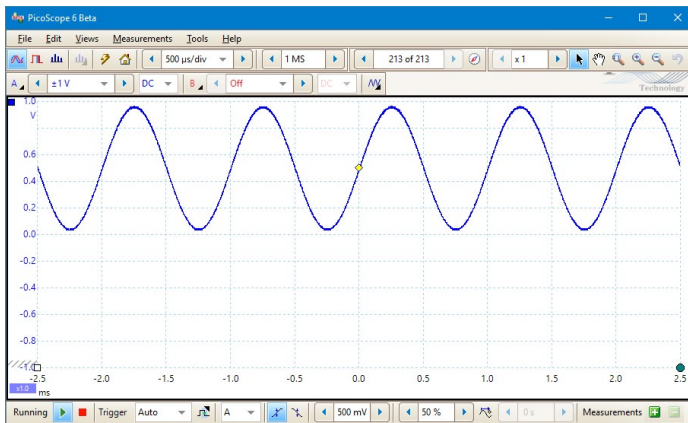 PicoScope 6 Beta
File Edit Views Measurements Tools Help
500 µs/div 1 MS 213 of 213 x 1
A ±1 V DC B Off DC Technology
1.0
V
0.6
0.4
0.2
0.0
-0.2
-0.4
-0.6
-0.8
-1.0
-2.5 -2.0 -1.5 -1.0 -0.5 0.0 0.5 1.0 1.5 2.0 2.5
x1.0 ms
Running Trigger Auto A 500 mV 50 % 0 s Measurements